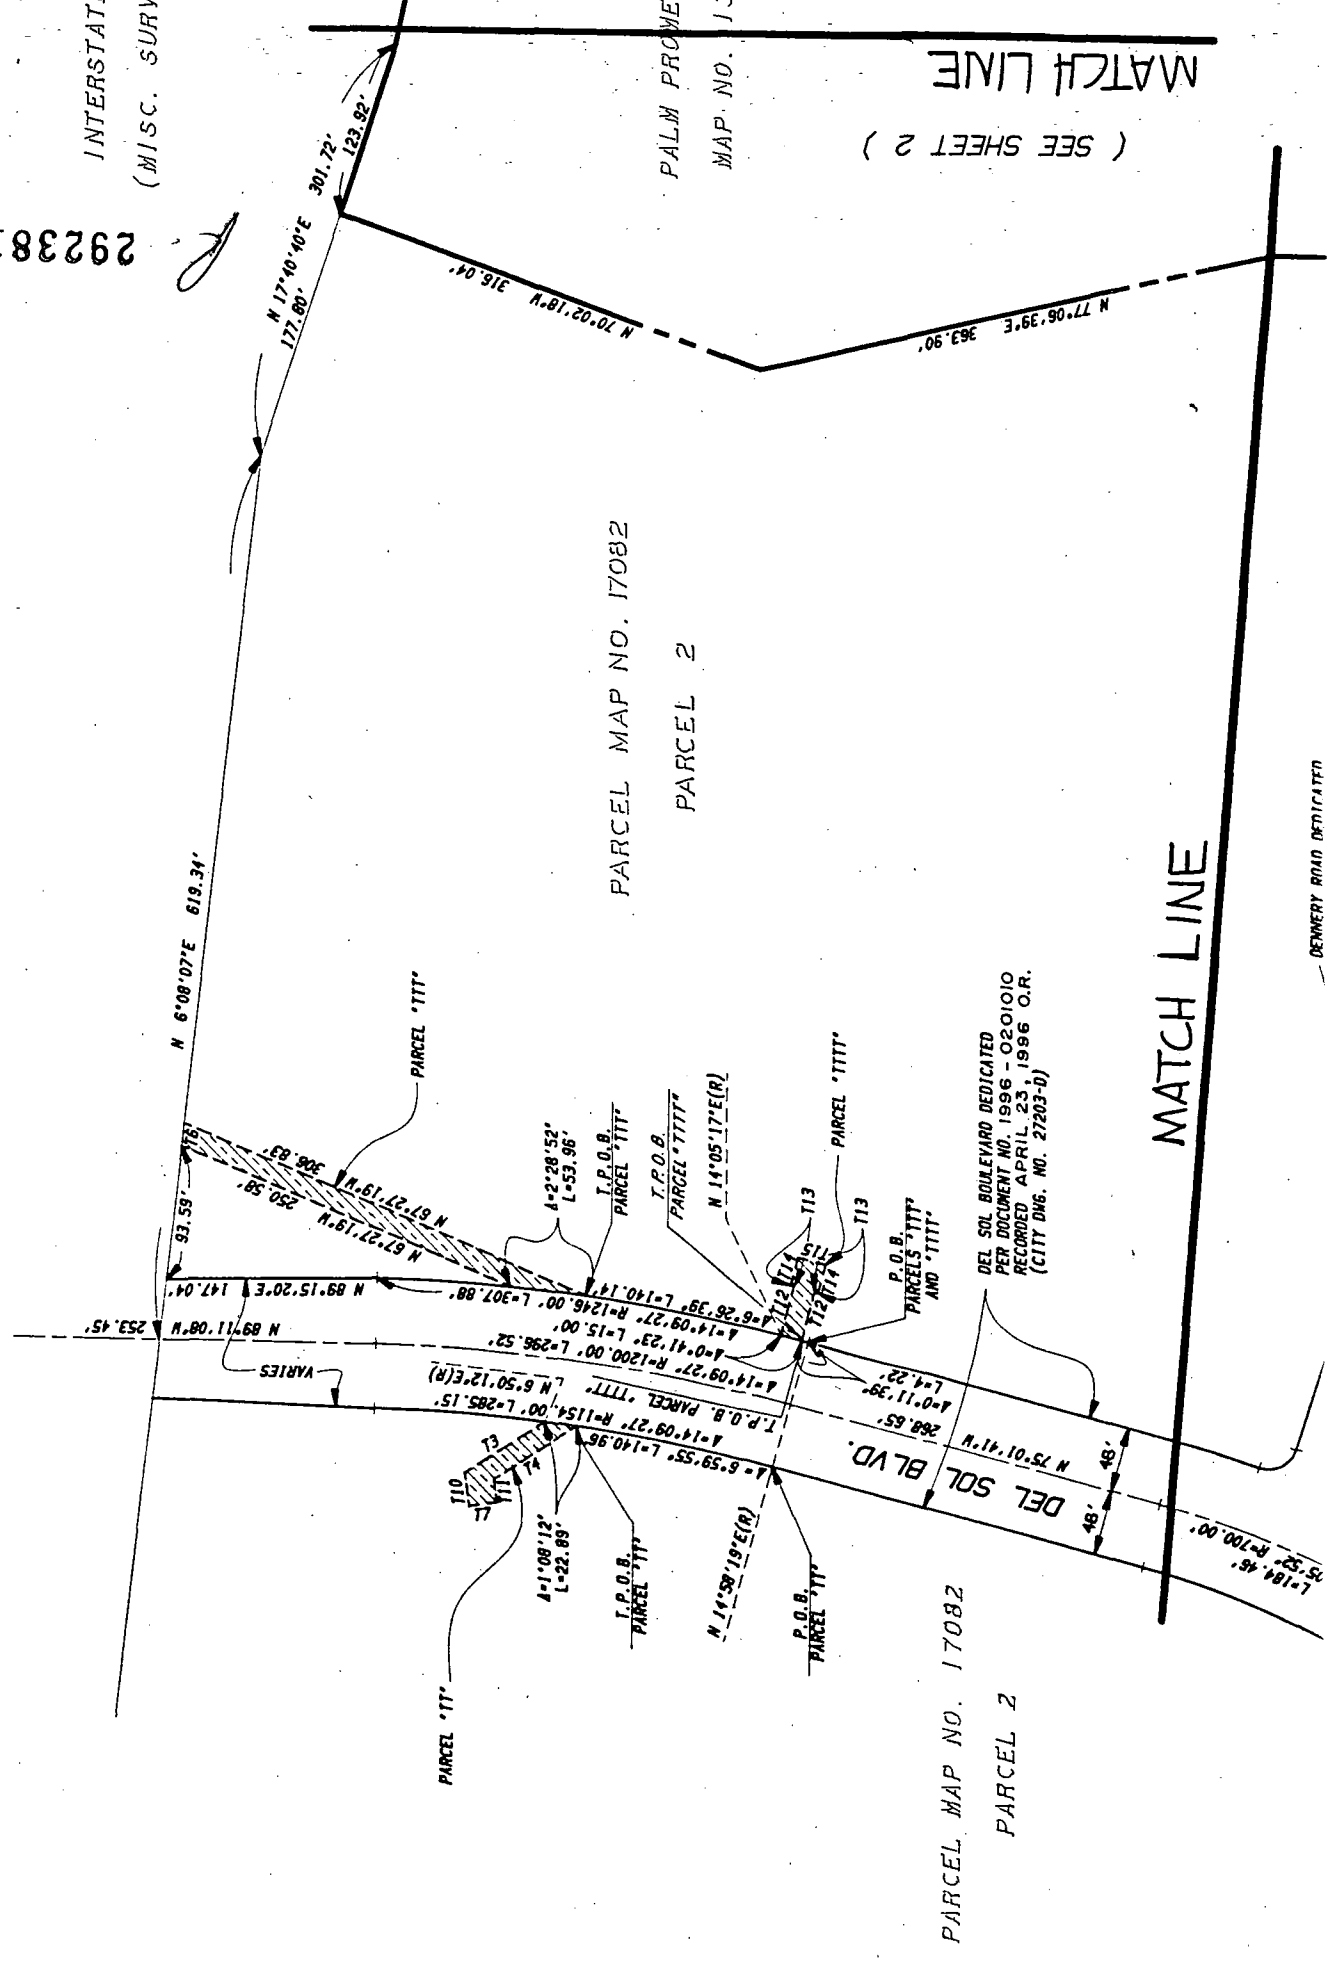 INTERSTAT
(MISC. SURV
29238
PALM PROME
MAP NO. 13
MATCH LINE
( SEE SHEET 2 )
N 17°40'40"E 301.72'
177.80'
123.92'
N 70°02'18"W 316.04'
N 77°06'39"E 363.90'
N 6°08'07"E 619.34'
93.59'
PARCEL MAP NO. 17082
PARCEL 2
PARCEL "TTT"
T6
306.83'
N 67°27'19"W
250.58'
N 67°27'19"W
Δ=2°28'52"
L=53.96'
T.P.O.B.
PARCEL "TTT"
T.P.O.B.
PARCEL "TTTT"
N 14°05'17"E(R)
PARCEL "TTTT"
T13
T13
T15
T14
T14
T12
T12
P.O.B.
PARCELS "TTT"
AND "TTTT"
DEL SOL BOULEVARD DEDICATED
PER DOCUMENT NO. 1996-0201010
RECORDED APRIL 23, 1996 O.R.
(CITY DWG. NO. 27203-D)
MATCH LINE
DENNERY ROAD DEDICATED
N 89°15'20"E 147.04'
Δ=6°26'39" L=140.14'
Δ=14°09'27" R=1246.00' L=307.88'
Δ=0°41'23" L=15.00'
Δ=14°09'27" R=1200.00' L=296.52'
N 89°11'08"W 253.45'
VARIES
N 6°50'12"E(R)
T.P.O.B. PARCEL "TTTT"
Δ=14°09'27" R=1154.00' L=285.15'
Δ=6°59'55" L=140.96'
L=4.22'
Δ=0°11'39"
268.65'
N 75°01'41"W
DEL SOL BLVD.
48'
48'
T3
T4
T10
T11
T7
Δ=1°08'12"
L=22.89'
T.P.O.B.
PARCEL "TT"
N 14°58'19"E(R)
P.O.B.
PARCEL "TT"
PARCEL "TT"
PARCEL MAP NO. 17082
PARCEL 2
L=184.46'
05'52" R=700.00'